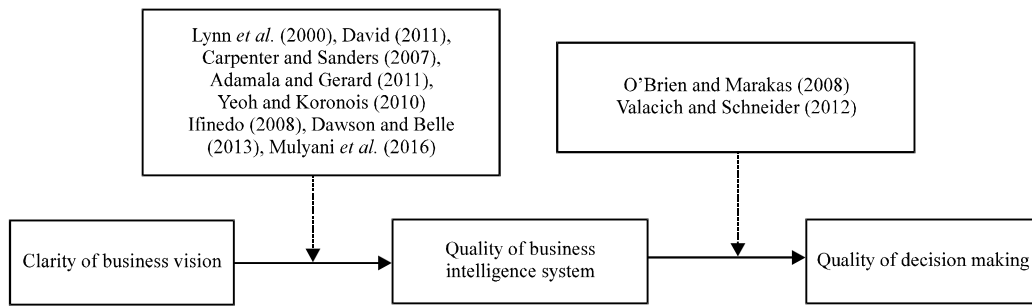 Lynn et al. (2000), David (2011),
Carpenter and Sanders (2007),
Adamala and Gerard (2011),
Yeoh and Koronois (2010)
Ifinedo (2008), Dawson and Belle
(2013), Mulyani et al. (2016)
O'Brien and Marakas (2008)
Valacich and Schneider (2012)
Clarity of business vision
Quality of business
intelligence system
Quality of decision making